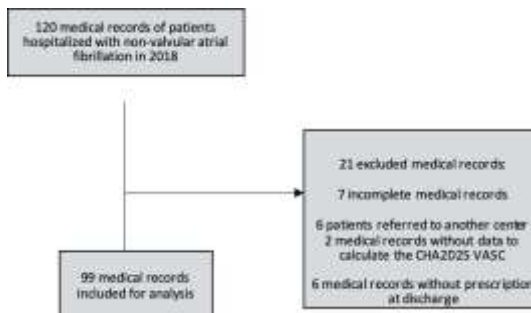 120 medical records of patients
hospitalized with non-valvular atrial
fibrillation in 2018
21 excluded medical records:
7 incomplete medical records
6 patients referred to another center
2 medical records without data to
calculate the CHA2D2S VASC
6 medical records without prescription
at discharge
99 medical records
included for analysis